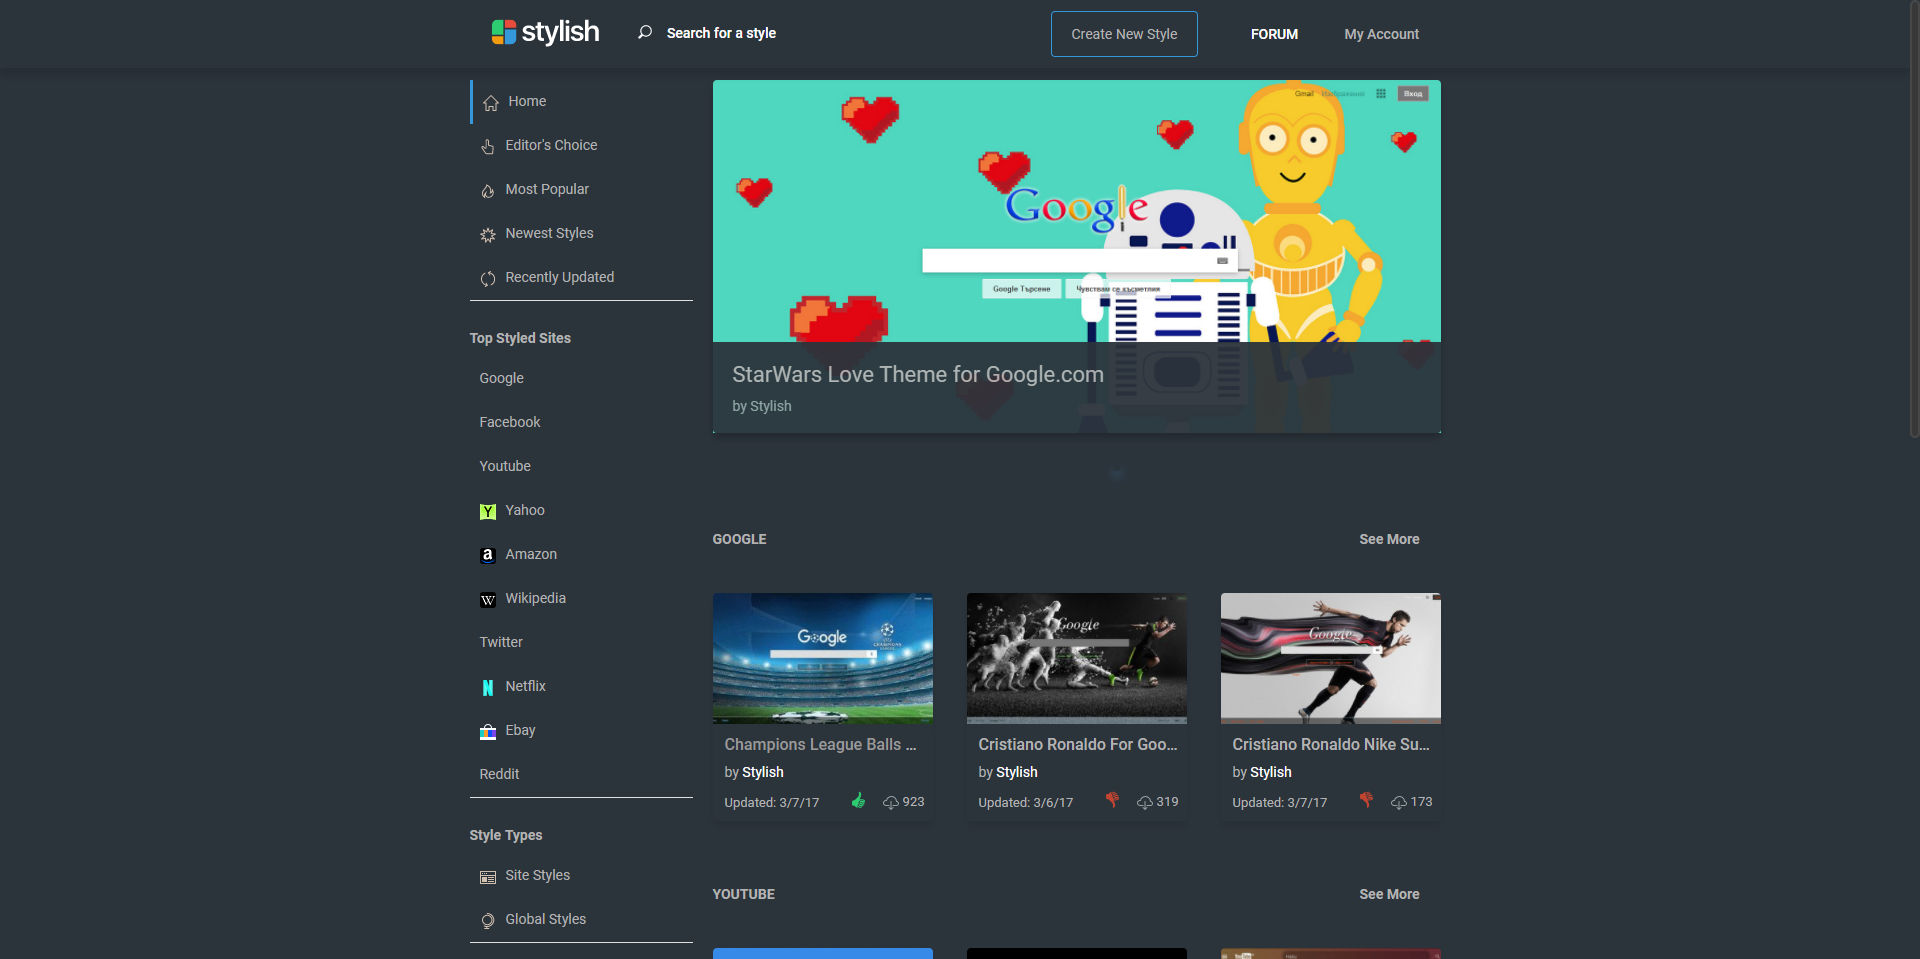 stylish
Search for a style
Create New Style
FORUM
My Account
Home
Editor's Choice
Most Popular
Newest Styles
Recently Updated
Top Styled Sites
Google
Facebook
Youtube
Yahoo
Amazon
Wikipedia
Twitter
Netflix
Ebay
Reddit
Style Types
Site Styles
Global Styles
Gmail Изображения
Вход
Google
Google Търсене
Чувствам се късметлия
StarWars Love Theme for Google.com
by Stylish
GOOGLE
See More
Google
Champions League Balls ...
by Stylish
Updated: 3/7/17
923
Google
Cristiano Ronaldo For Goo...
by Stylish
Updated: 3/6/17
319
Google
Cristiano Ronaldo Nike Su...
by Stylish
Updated: 3/7/17
173
YOUTUBE
See More